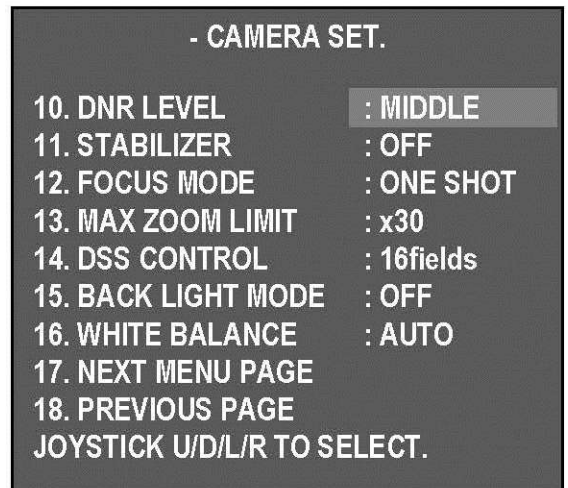 - CAMERA SET.
10. DNR LEVEL : MIDDLE
11. STABILIZER : OFF
12. FOCUS MODE : ONE SHOT
13. MAX ZOOM LIMIT : x30
14. DSS CONTROL : 16fields
15. BACK LIGHT MODE : OFF
16. WHITE BALANCE : AUTO
17. NEXT MENU PAGE
18. PREVIOUS PAGE
JOYSTICK U/D/L/R TO SELECT.